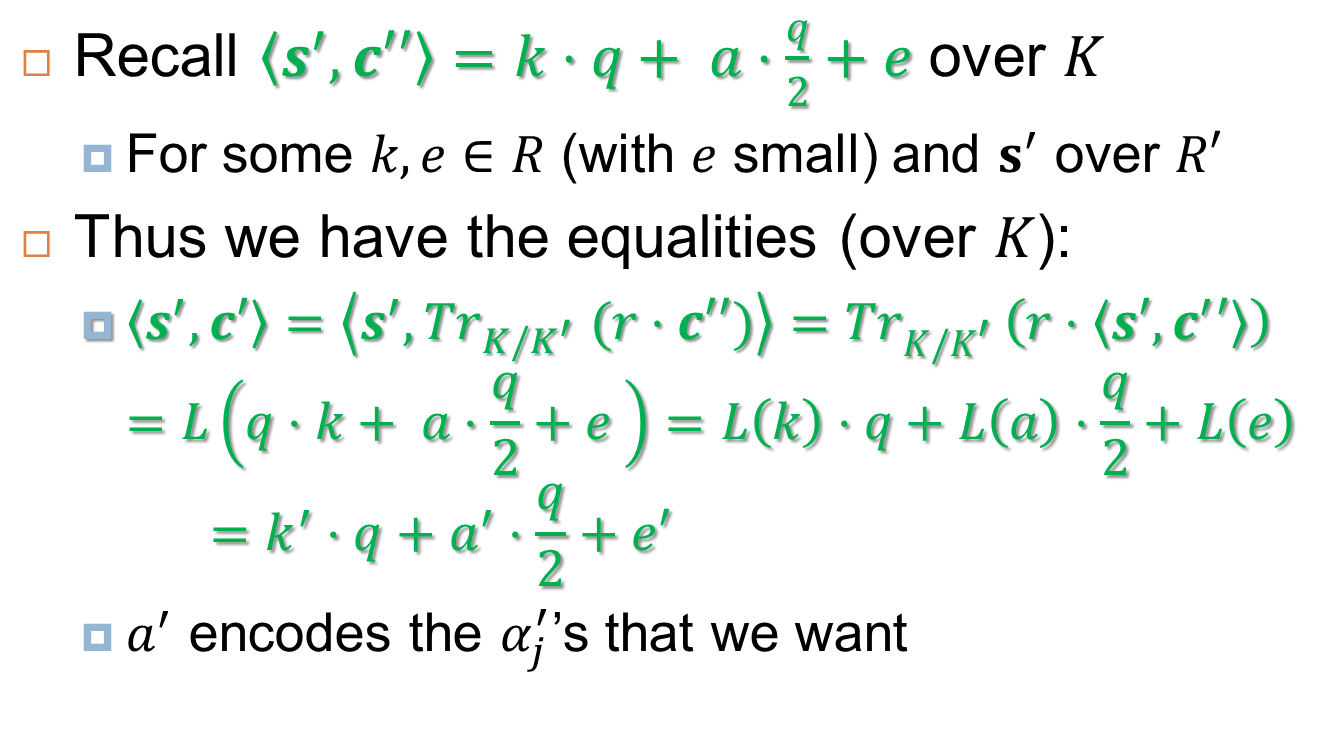 Recall ⟨𝒔′, 𝒄′′⟩ = 𝑘 ⋅ 𝑞 + 𝑎 ⋅ 𝑞/2 + 𝑒 over 𝐾
For some 𝑘, 𝑒 ∈ 𝑅 (with 𝑒 small) and 𝐬′ over 𝑅′
Thus we have the equalities (over 𝐾):
⟨𝒔′, 𝒄′⟩ = ⟨𝒔′, 𝑇𝑟_{𝐾/𝐾′} (𝑟 ⋅ 𝒄′′)⟩ = 𝑇𝑟_{𝐾/𝐾′} (𝑟 ⋅ ⟨𝒔′, 𝒄′′⟩)
= 𝐿(𝑞 ⋅ 𝑘 + 𝑎 ⋅ 𝑞/2 + 𝑒) = 𝐿(𝑘) ⋅ 𝑞 + 𝐿(𝑎) ⋅ 𝑞/2 + 𝐿(𝑒)
= 𝑘′ ⋅ 𝑞 + 𝑎′ ⋅ 𝑞/2 + 𝑒′
𝑎′ encodes the 𝛼′_𝑗's that we want